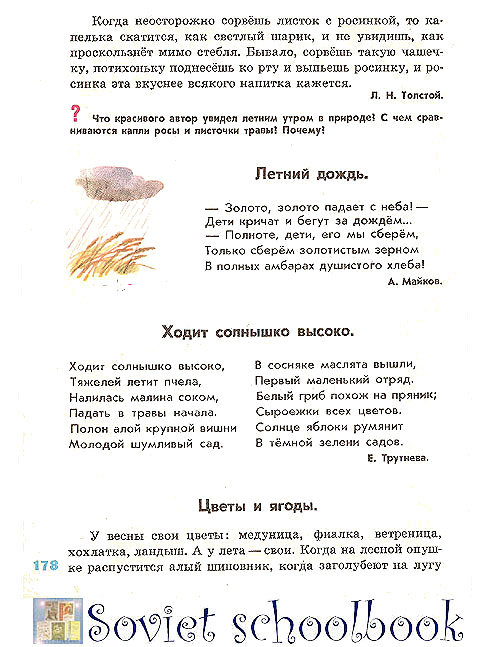 Когда неосторожно сорвёшь листок с росинкой, то ка-
пелька скатится, как светлый шарик, и не увидишь, как
проскользнёт мимо стебля. Бывало, сорвёшь такую чашеч-
ку, потихоньку поднесёшь ко рту и выпьешь росинку, и ро-
синка эта вкуснее всякого напитка кажется.
Л. Н. Толстой.
? Что красивого автор увидел летним утром в природе? С чем срав-
ниваются капли росы и листочки травы? Почему?
Летний дождь.
— Золото, золото падает с неба! —
Дети кричат и бегут за дождём...
— Полноте, дети, его мы сберём,
Только сберём золотистым зерном
В полных амбарах душистого хлеба!
А. Майков.
Ходит солнышко высоко.
Ходит солнышко высоко,
Тяжелей летит пчела,
Налилась малина соком,
Падать в травы начала.
Полон алой крупной вишни
Молодой шумливый сад.
В сосняке маслята вышли,
Первый маленький отряд.
Белый гриб похож на пряник;
Сыроежки всех цветов.
Солнце яблоки румянит
В тёмной зелени садов.
Е. Трутнева.
Цветы и ягоды.
У весны свои цветы: медуница, фиалка, ветреница,
хохлатка, ландыш. А у лета — свои. Когда на лесной опуш-
ке распустится алый шиповник, когда заголубеют на лугу
178
Soviet schoolbook